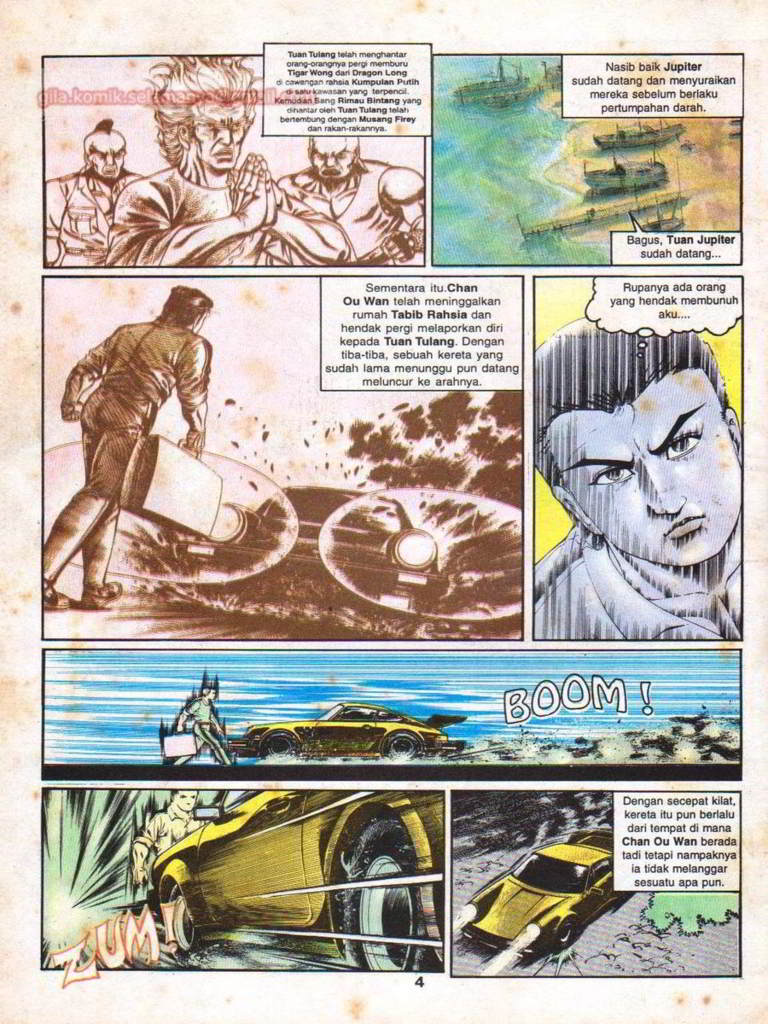 Tuan Tulang telah menghantar
orang-orangnya pergi memburu
Tigar Wong dari Dragon Long
di cawangan rahsia Kumpulan Putih
di satu kawasan yang terpencil.
Kemudian Sang Rimau Bintang yang
dihantar oleh Tuan Tulang telah
bertembung dengan Musang Firey
dan rakan-rakannya.
Nasib baik Jupiter
sudah datang dan menyuraikan
mereka sebelum berlaku
pertumpahan darah.
Bagus, Tuan Jupiter
sudah datang...
Sementara itu.Chan
Ou Wan telah meninggalkan
rumah Tabib Rahsia dan
hendak pergi melaporkan diri
kepada Tuan Tulang. Dengan
tiba-tiba, sebuah kereta yang
sudah lama menunggu pun datang
meluncur ke arahnya.
Rupanya ada orang
yang hendak membunuh
aku....
BOOM!
ZUM!
Dengan secepat kilat,
kereta itu pun berlalu
dari tempat di mana
Chan Ou Wan berada
tadi tetapi nampaknya
ia tidak melanggar
sesuatu apa pun.
4